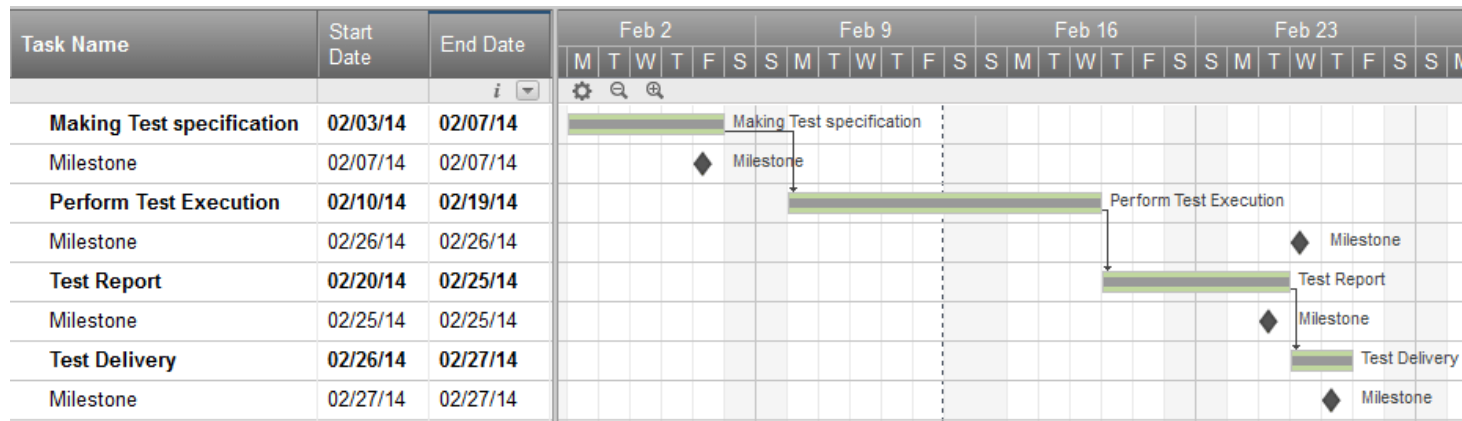 Task Name Start Date End Date Feb 2 Feb 9 Feb 16 Feb 23
M T W T F S S M T W T F S S M T W T F S S M T W T F S S
i
Making Test specification 02/03/14 02/07/14 Making Test specification
Milestone 02/07/14 02/07/14 Milestone
Perform Test Execution 02/10/14 02/19/14 Perform Test Execution
Milestone 02/26/14 02/26/14 Milestone
Test Report 02/20/14 02/25/14 Test Report
Milestone 02/25/14 02/25/14 Milestone
Test Delivery 02/26/14 02/27/14 Test Delivery
Milestone 02/27/14 02/27/14 Milestone